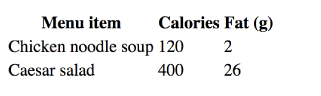 Menu item Calories Fat (g)
Chicken noodle soup 120 2
Caesar salad 400 26